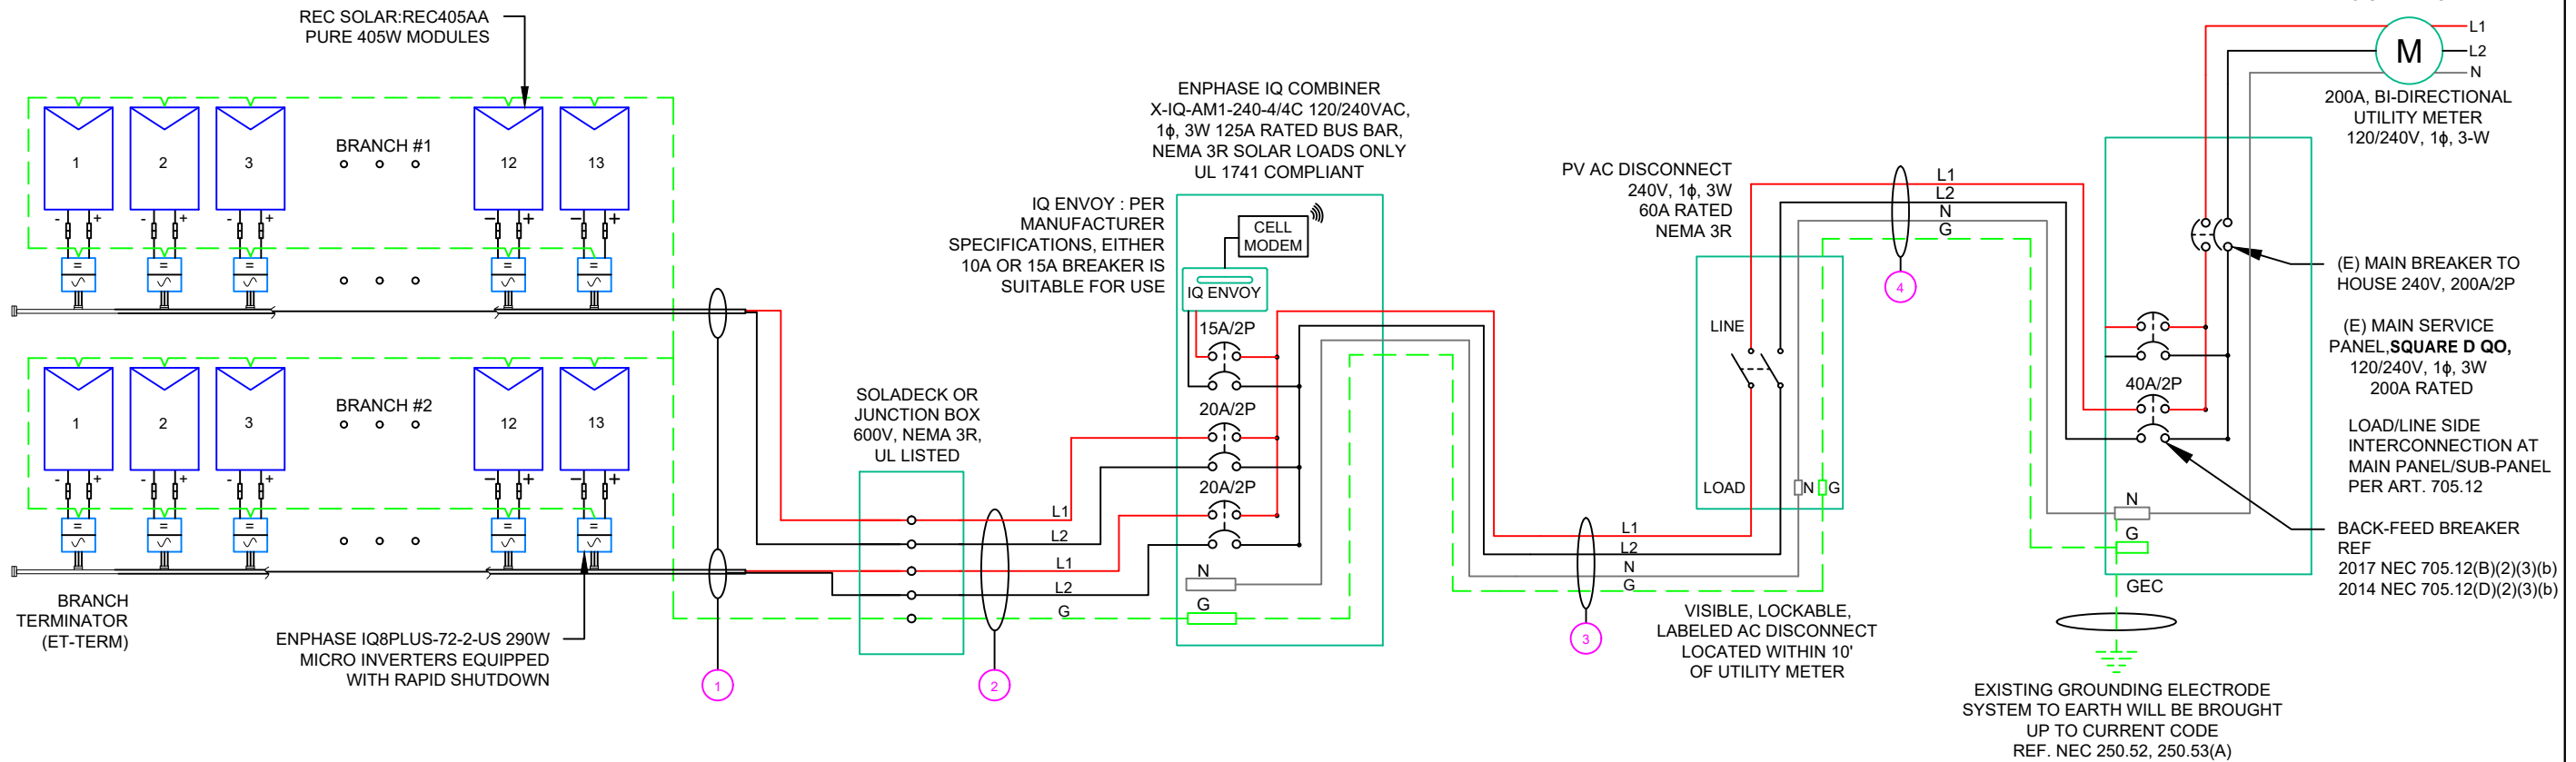 REC SOLAR:REC405AA
PURE 405W MODULES
1
2
3
BRANCH #1
12
13
-
+
-
+
-
+
-
+
-
+
1
2
3
BRANCH #2
12
13
-
+
-
+
-
+
-
+
-
+
BRANCH
TERMINATOR
(ET-TERM)
ENPHASE IQ8PLUS-72-2-US 290W
MICRO INVERTERS EQUIPPED
WITH RAPID SHUTDOWN
1
SOLADECK OR
JUNCTION BOX
600V, NEMA 3R,
UL LISTED
L1
L2
L1
L2
G
2
ENPHASE IQ COMBINER
X-IQ-AM1-240-4/4C 120/240VAC,
1ϕ, 3W 125A RATED BUS BAR,
NEMA 3R SOLAR LOADS ONLY
UL 1741 COMPLIANT
IQ ENVOY : PER
MANUFACTURER
SPECIFICATIONS, EITHER
10A OR 15A BREAKER IS
SUITABLE FOR USE
CELL
MODEM
IQ ENVOY
15A/2P
20A/2P
20A/2P
N
G
L1
L2
N
G
3
PV AC DISCONNECT
240V, 1ϕ, 3W
60A RATED
NEMA 3R
LINE
LOAD
N
G
VISIBLE, LOCKABLE,
LABELED AC DISCONNECT
LOCATED WITHIN 10'
OF UTILITY METER
L1
L2
N
G
4
M
L1
L2
N
200A, BI-DIRECTIONAL
UTILITY METER
120/240V, 1ϕ, 3-W
(E) MAIN BREAKER TO
HOUSE 240V, 200A/2P
(E) MAIN SERVICE
PANEL,SQUARE D QO,
120/240V, 1ϕ, 3W
200A RATED
40A/2P
LOAD/LINE SIDE
INTERCONNECTION AT
MAIN PANEL/SUB-PANEL
PER ART. 705.12
N
G
BACK-FEED BREAKER
REF
2017 NEC 705.12(B)(2)(3)(b)
2014 NEC 705.12(D)(2)(3)(b)
GEC
EXISTING GROUNDING ELECTRODE
SYSTEM TO EARTH WILL BE BROUGHT
UP TO CURRENT CODE
REF. NEC 250.52, 250.53(A)